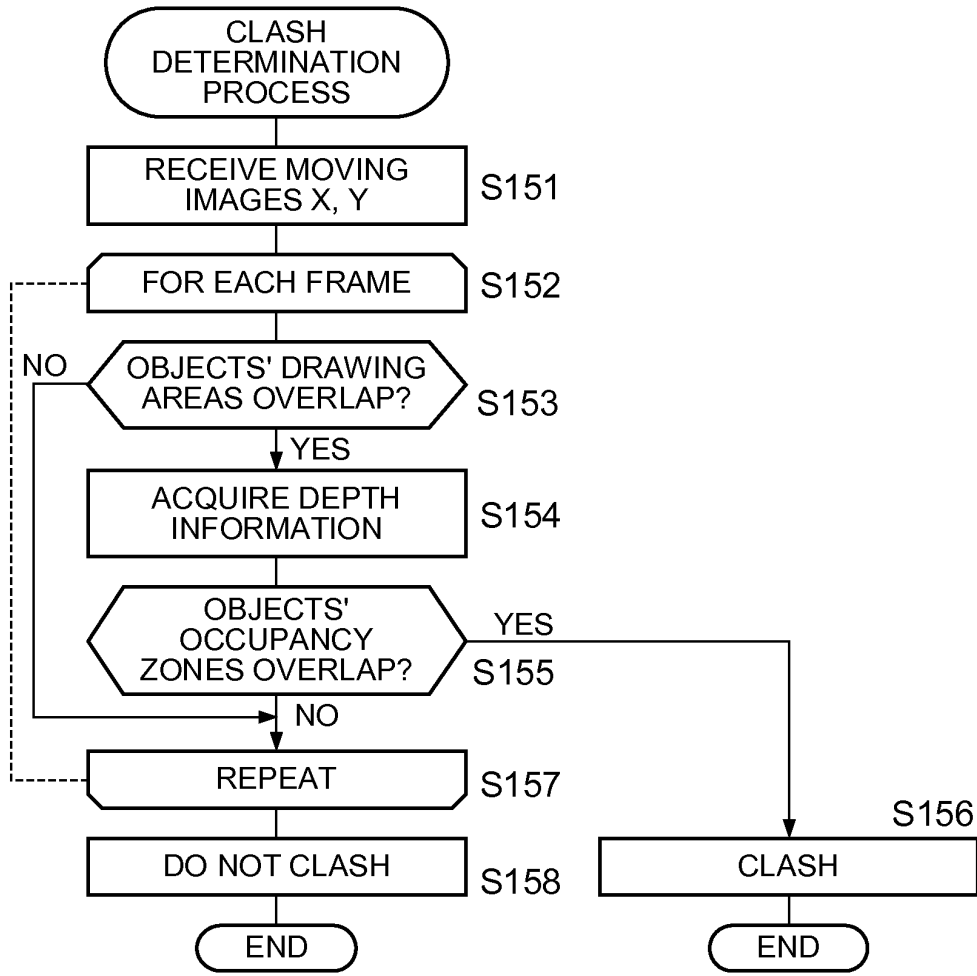 CLASH
DETERMINATION
PROCESS
RECEIVE MOVING
IMAGES X, Y
S151
FOR EACH FRAME
S152
NO
OBJECTS' DRAWING
AREAS OVERLAP?
S153
YES
ACQUIRE DEPTH
INFORMATION
S154
OBJECTS'
OCCUPANCY
ZONES OVERLAP?
YES
S155
NO
REPEAT
S157
S156
DO NOT CLASH
S158
CLASH
END
END